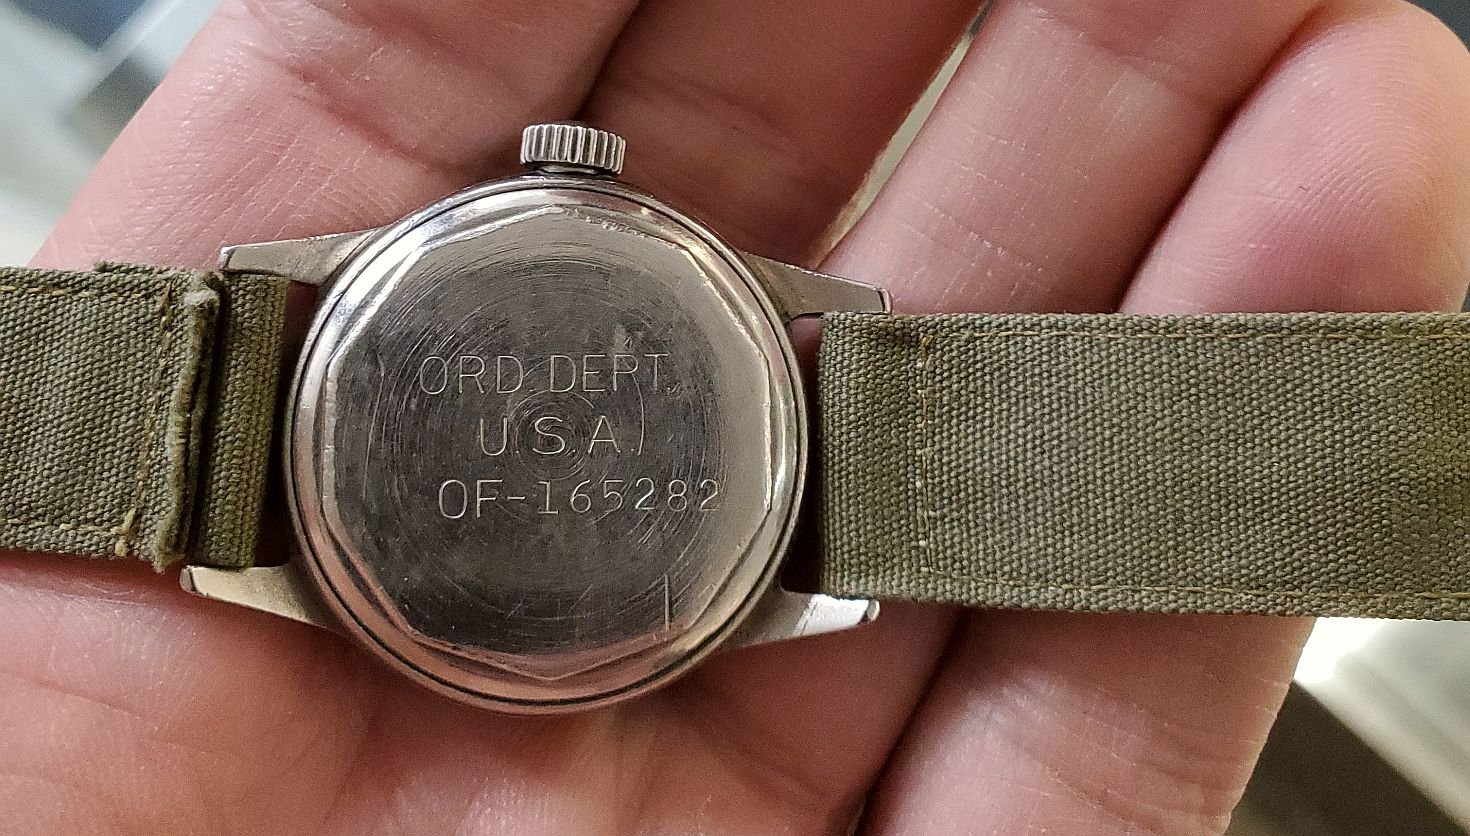 ORD. DEPT.
U.S.A.
OF-165282